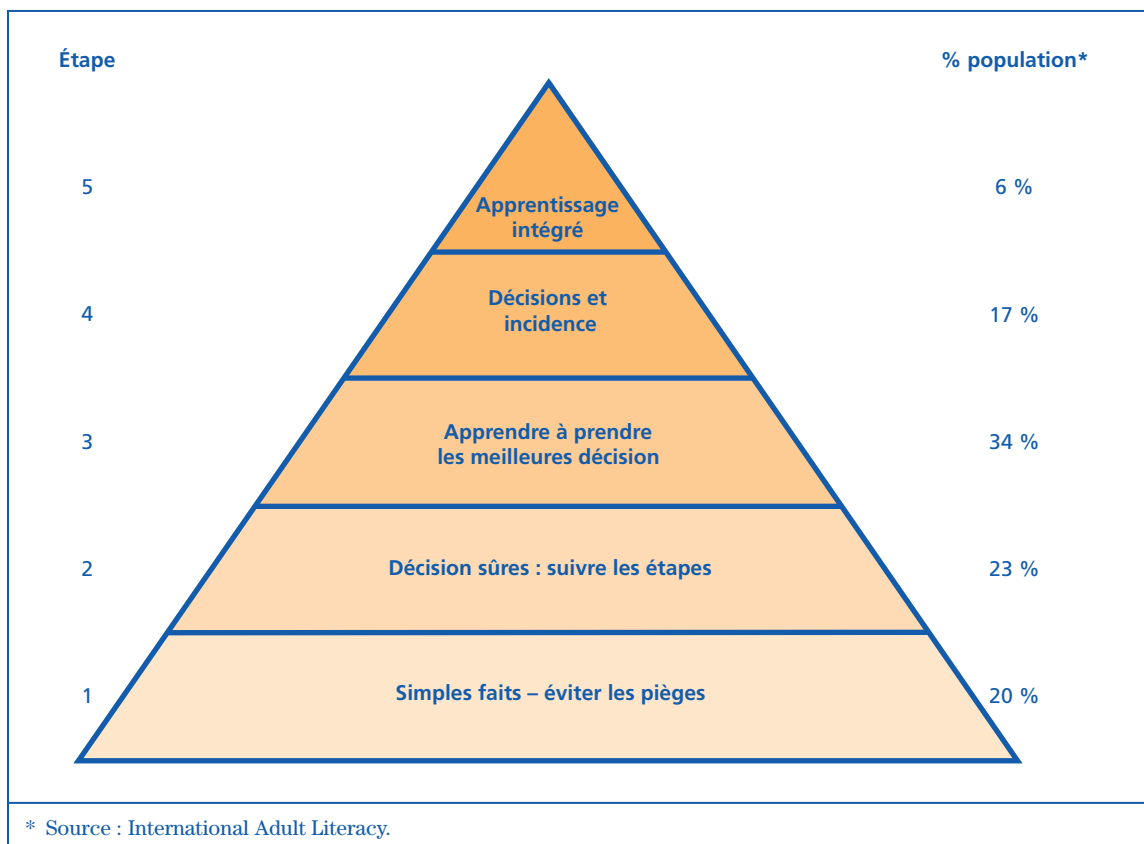 Étape
% population*
5
Apprentissage
intégré
6 %
4
Décisions et
incidence
17 %
3
Apprendre à prendre
les meilleures décision
34 %
2
Décision sûres : suivre les étapes
23 %
1
Simples faits – éviter les pièges
20 %
* Source : International Adult Literacy.